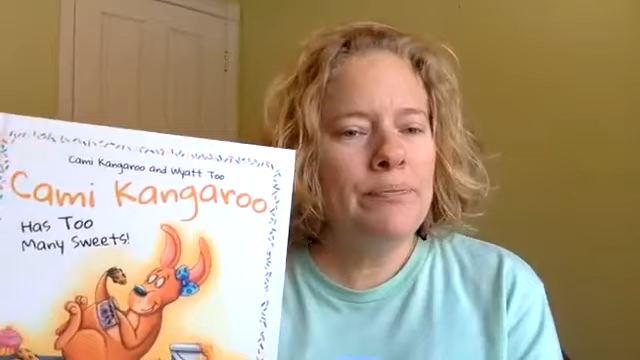 Cami Kangaroo and Wyatt Too
Cami Kangaroo
Has Too
Many Sweets!